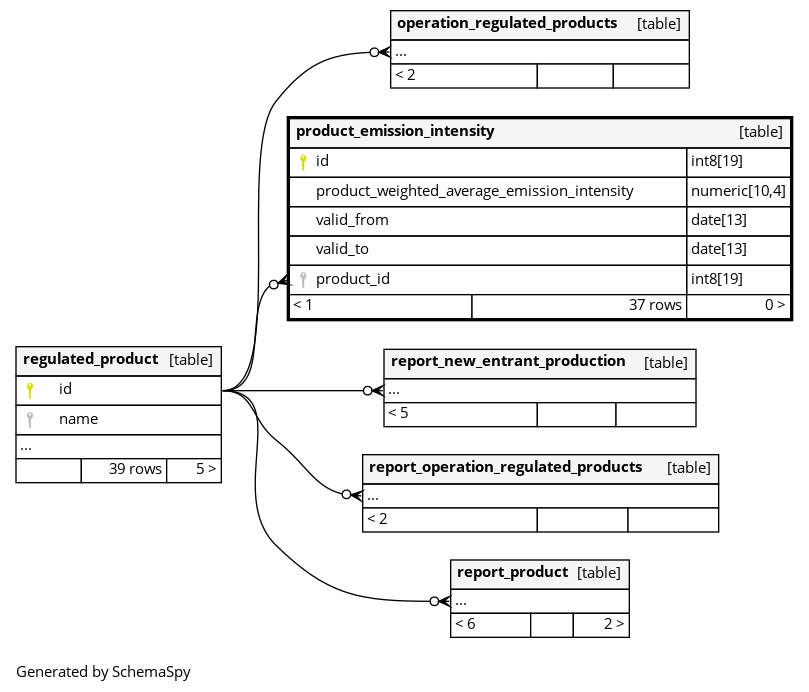 operation_regulated_products [table]
...
< 2
product_emission_intensity [table]
id int8[19]
product_weighted_average_emission_intensity numeric[10,4]
valid_from date[13]
valid_to date[13]
product_id int8[19]
< 1 37 rows 0 >
regulated_product [table]
id
name
...
39 rows 5 >
report_new_entrant_production [table]
...
< 5
report_operation_regulated_products [table]
...
< 2
report_product [table]
...
< 6 2 >
Generated by SchemaSpy